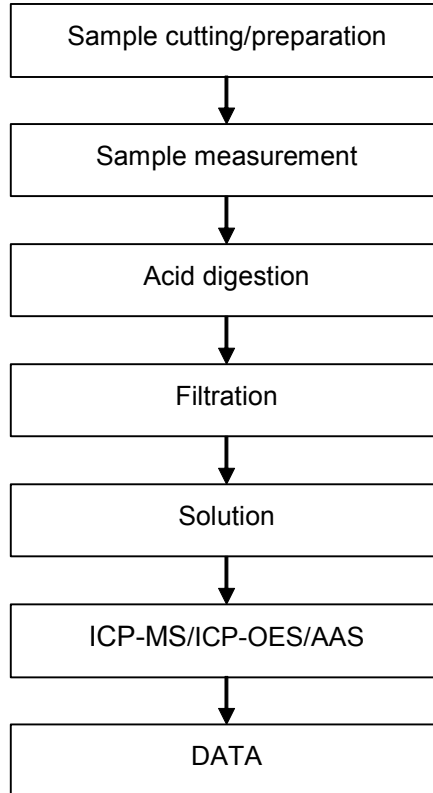 Sample cutting/preparation
Sample measurement
Acid digestion
Filtration
Solution
ICP-MS/ICP-OES/AAS
DATA